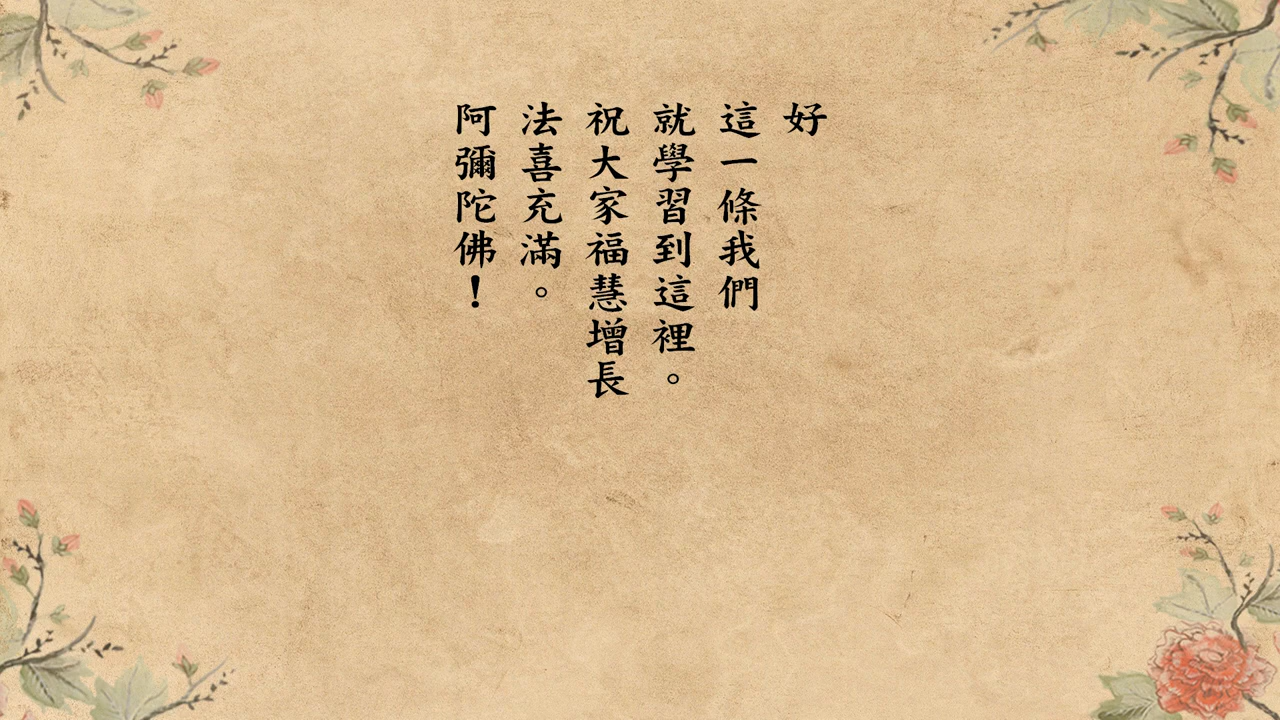 好
這一條我們
就學習到這裡。
祝大家福慧增長
法喜充滿。
阿彌陀佛！